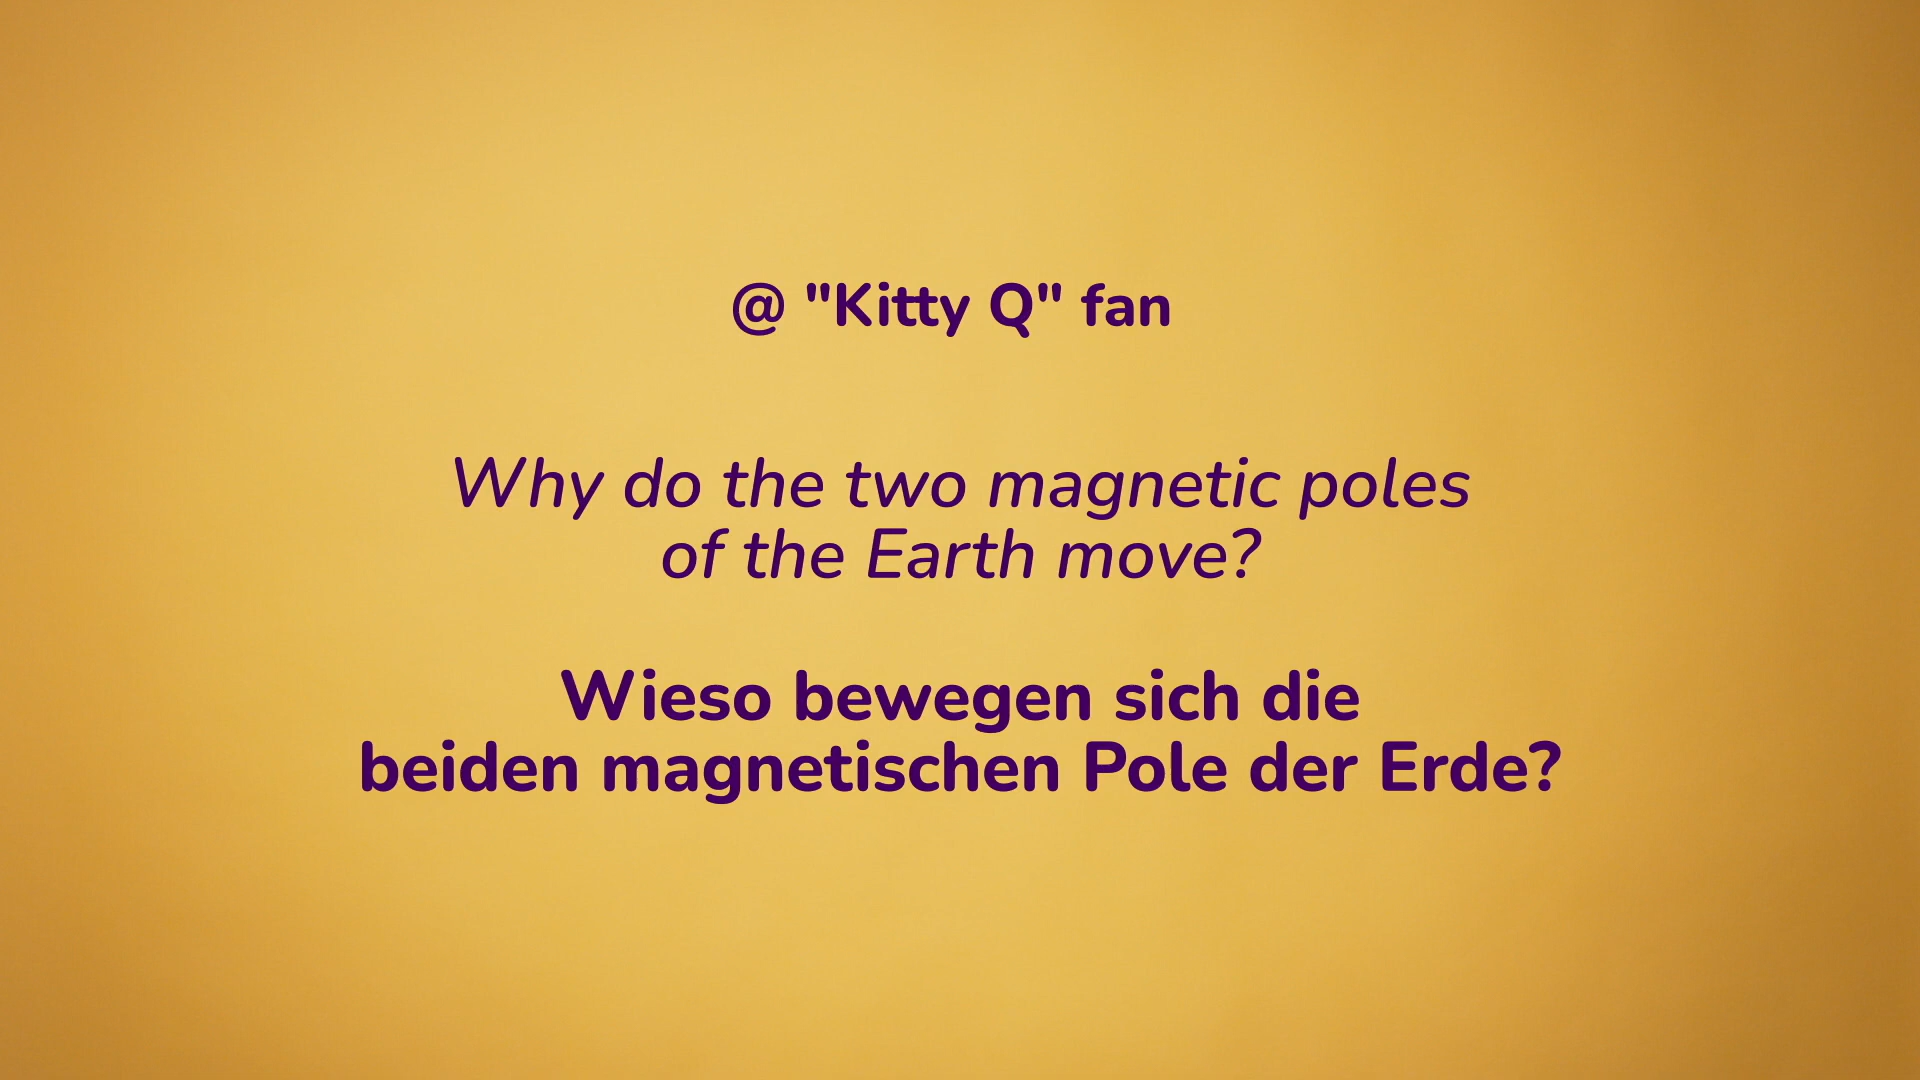 @ "Kitty Q" fan
Why do the two magnetic poles
of the Earth move?
Wieso bewegen sich die
beiden magnetischen Pole der Erde?